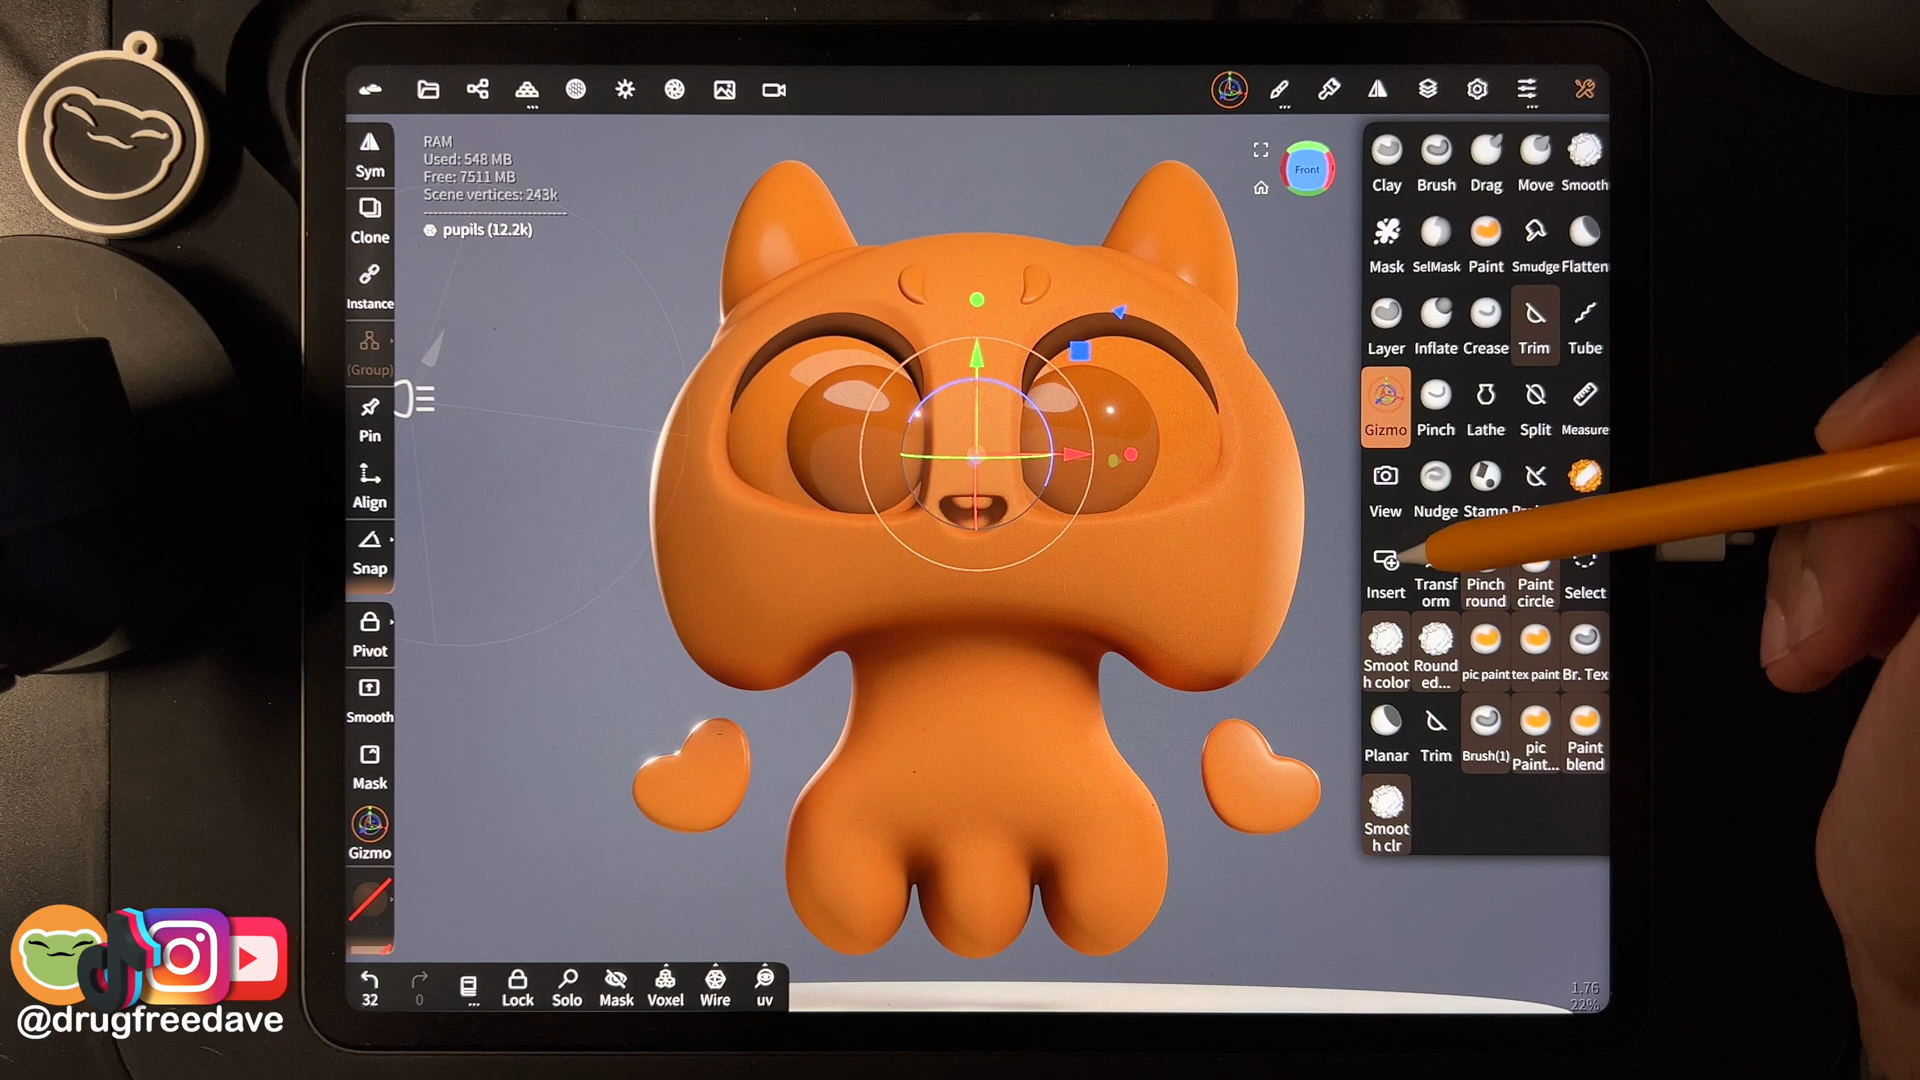 RAM
Used: 548 MB
Free: 7511 MB
Scene vertices: 243k
pupils (12.2k)
Front
Sym
Clone
Instance
(Group)
Pin
Align
Snap
Pivot
Smooth
Mask
Gizmo
Clay Brush Drag Move Smooth
Mask SelMask Paint Smudge Flatten
Layer Inflate Crease Trim Tube
Gizmo Pinch Lathe Split Measure
View Nudge Stamp
Insert Transf orm Pinch round Paint circle Select
Smoot h color Round ed... pic paint tex paint Br. Tex
Planar Trim Brush(1) pic Paint... Paint blend
Smoot h clr
32 0 ... Lock Solo Mask Voxel Wire uv
1.76
22%
@drugfreedave